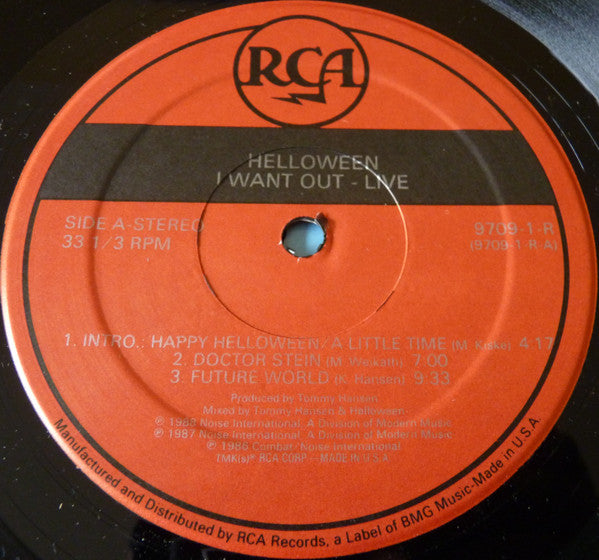 RCA
HELLOWEEN
I WANT OUT - LIVE
SIDE A-STEREO
33 1/3 RPM
9709-1-R
(9709-1-R-A)
1. INTRO.: HAPPY HELLOWEEN/A LITTLE TIME (M. Kiske) 4:17
2. DOCTOR STEIN (M. Weikath) 7:00
3. FUTURE WORLD (K. Hansen) 9:33
Produced by Tommy Hansen
Mixed by Tommy Hansen & Helloween
℗ 1988 Noise International, A Division of Modern Music
℗ 1987 Noise International, A Division of Modern Music
℗ 1986 Combat/Noise International
TMK(s)® RCA CORP.—MADE IN U.S.A.
Manufactured and Distributed by RCA Records, a Label of BMG Music-Made in U.S.A.